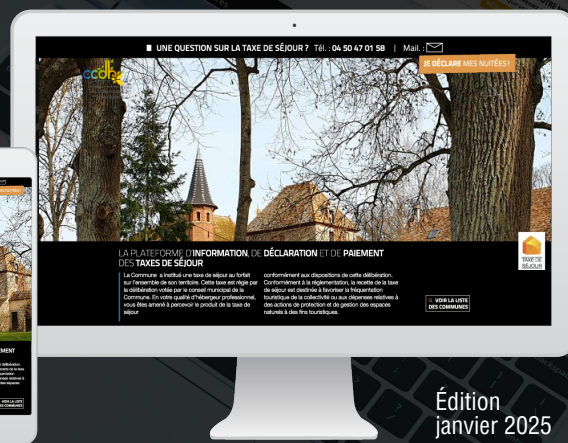 UNE QUESTION SUR LA TAXE DE SÉJOUR ? Tél. : 04 50 47 01 58 | Mail. :
JE DÉCLARE MES NUITÉES !
ccdh
LA PLATEFORME D'INFORMATION, DE DÉCLARATION ET DE PAIEMENT
DES TAXES DE SÉJOUR
La Commune a institué une taxe de séjour au forfait
sur l'ensemble de son territoire. Cette taxe est régie par
la délibération votée par le conseil municipal de la
Commune. En votre qualité d'hébergeur professionnel,
vous êtes amené à percevoir le produit de la taxe de
séjour
conformément aux dispositions de cette délibération.
Conformément à la réglementation, la recette de la taxe
de séjour est destinée à favoriser la fréquentation
touristique de la collectivité ou aux dépenses relatives à
des actions de protection et de gestion des espaces
naturels à des fins touristiques.
TAXE DE
SÉJOUR
VOIR LA LISTE
DES COMMUNES
Édition
janvier 2025